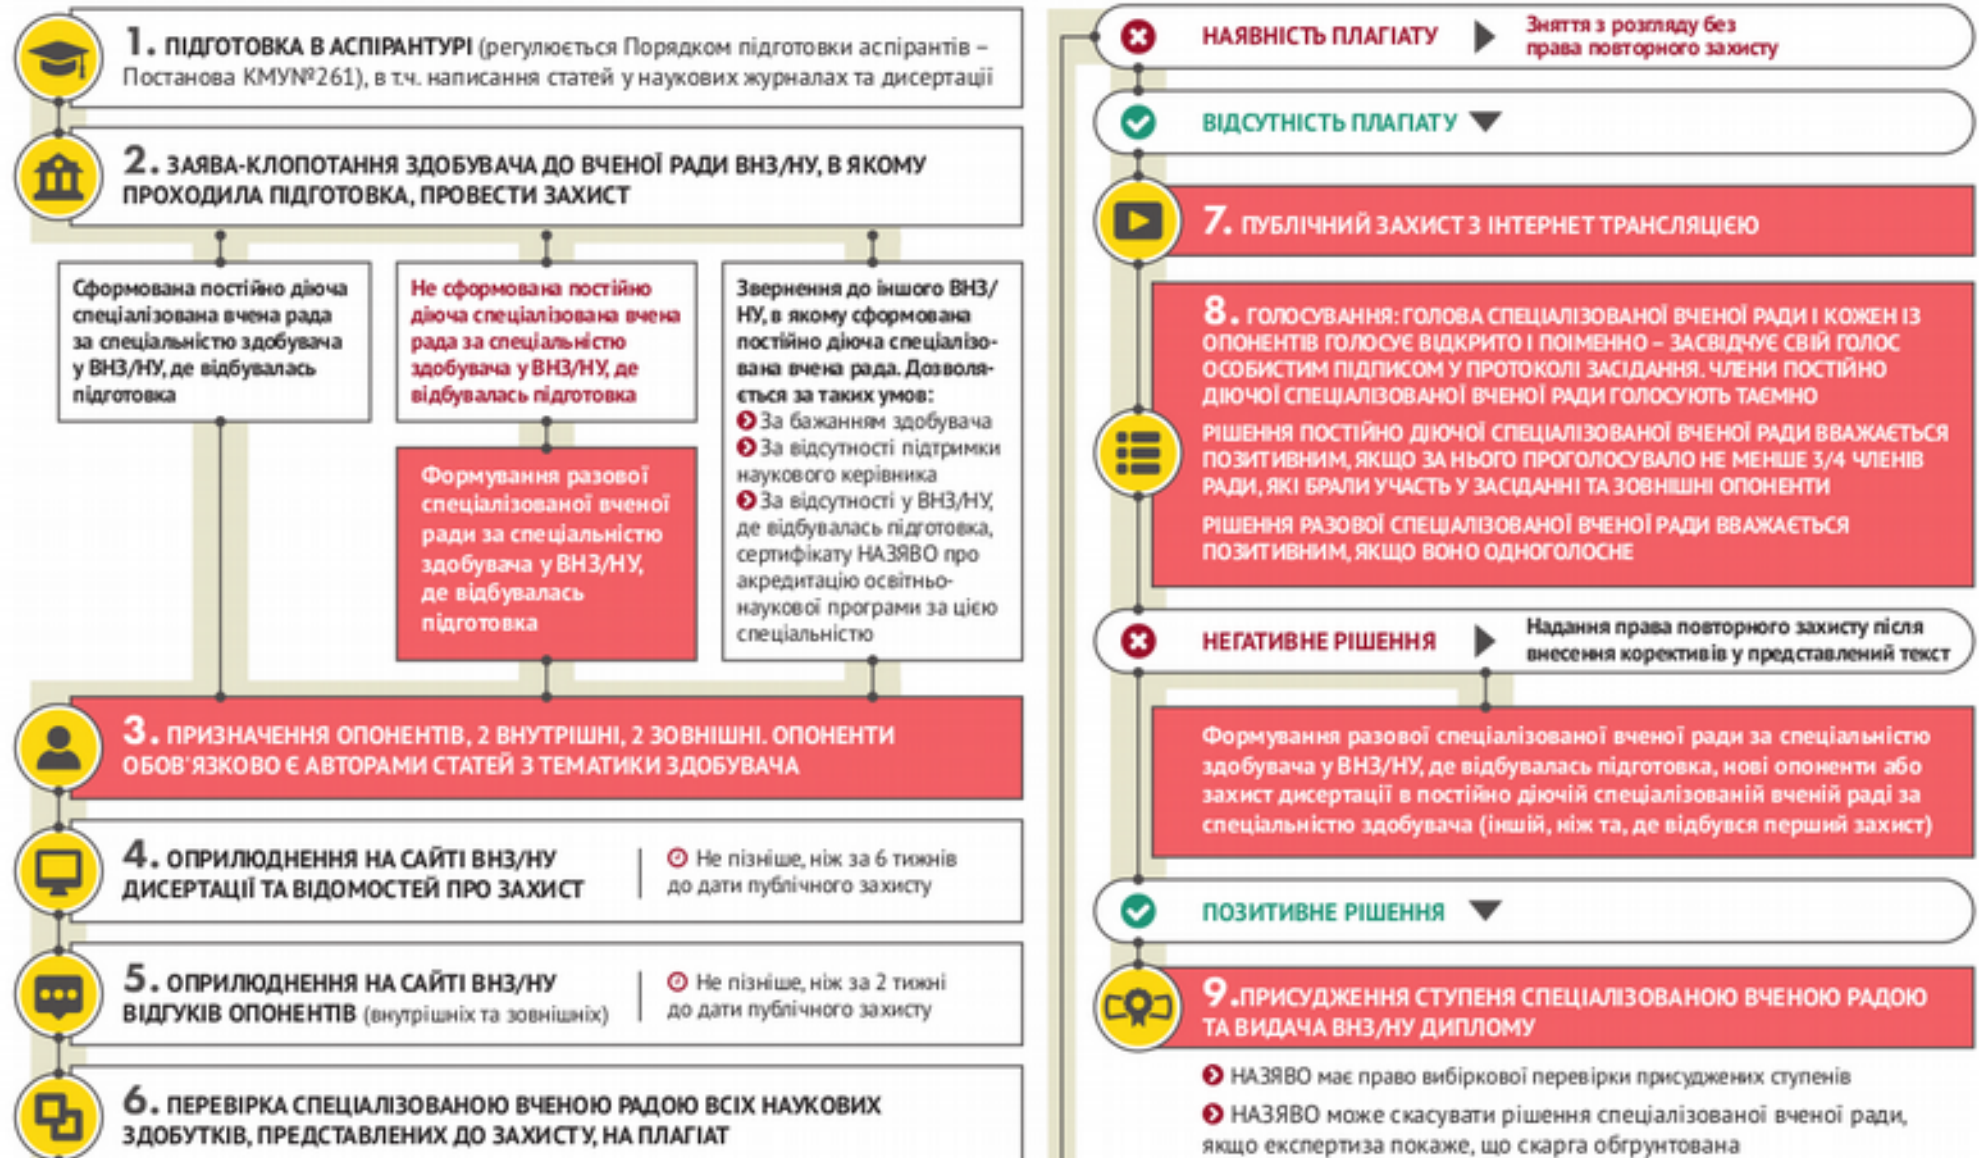 1. ПІДГОТОВКА В АСПІРАНТУРІ (регулюється Порядком підготовки аспірантів –
Постанова КМУ№261), в т.ч. написання статей у наукових журналах та дисертації
2. ЗАЯВА-КЛОПОТАННЯ ЗДОБУВАЧА ДО ВЧЕНОЇ РАДИ ВНЗ/НУ, В ЯКОМУ
ПРОХОДИЛА ПІДГОТОВКА, ПРОВЕСТИ ЗАХИСТ
Сформована постійно діюча
спеціалізована вчена рада
за спеціальністю здобувача
у ВНЗ/НУ, де відбувалась
підготовка
Не сформована постійно
діюча спеціалізована вчена
рада за спеціальністю
здобувача у ВНЗ/НУ, де
відбувалась підготовка
Формування разової
спеціалізованої вченої
ради за спеціальністю
здобувача у ВНЗ/НУ,
де відбувалась
підготовка
Звернення до іншого ВНЗ/
НУ, в якому сформована
постійно діюча спеціалізо-
вана вчена рада. Дозволя-
ється за таких умов:
За бажанням здобувача
За відсутності підтримки
наукового керівника
За відсутності у ВНЗ/НУ,
де відбувалась підготовка,
сертифікату НАЗЯВО про
акредитацію освітньо-
наукової програми за цією
спеціальністю
3. ПРИЗНАЧЕННЯ ОПОНЕНТІВ, 2 ВНУТРІШНІ, 2 ЗОВНІШНІ. ОПОНЕНТИ
ОБОВ'ЯЗКОВО Є АВТОРАМИ СТАТЕЙ З ТЕМАТИКИ ЗДОБУВАЧА
4. ОПРИЛЮДНЕННЯ НА САЙТІ ВНЗ/НУ
ДИСЕРТАЦІЇ ТА ВІДОМОСТЕЙ ПРО ЗАХИСТ
Не пізніше, ніж за 6 тижнів
до дати публічного захисту
5. ОПРИЛЮДНЕННЯ НА САЙТІ ВНЗ/НУ
ВІДГУКІВ ОПОНЕНТІВ (внутрішніх та зовнішніх)
Не пізніше, ніж за 2 тижні
до дати публічного захисту
6. ПЕРЕВІРКА СПЕЦІАЛІЗОВАНОЮ ВЧЕНОЮ РАДОЮ ВСІХ НАУКОВИХ
ЗДОБУТКІВ, ПРЕДСТАВЛЕНИХ ДО ЗАХИСТУ, НА ПЛАГІАТ
НАЯВНІСТЬ ПЛАГІАТУ
Зняття з розгляду без
права повторного захисту
ВІДСУТНІСТЬ ПЛАГІАТУ
7. ПУБЛІЧНИЙ ЗАХИСТ З ІНТЕРНЕТ ТРАНСЛЯЦІЄЮ
8. ГОЛОСУВАННЯ: ГОЛОВА СПЕЦІАЛІЗОВАНОЇ ВЧЕНОЇ РАДИ І КОЖЕН ІЗ
ОПОНЕНТІВ ГОЛОСУЄ ВІДКРИТО І ПОІМЕННО – ЗАСВІДЧУЄ СВІЙ ГОЛОС
ОСОБИСТИМ ПІДПИСОМ У ПРОТОКОЛІ ЗАСІДАННЯ. ЧЛЕНИ ПОСТІЙНО
ДІЮЧОЇ СПЕЦІАЛІЗОВАНОЇ ВЧЕНОЇ РАДИ ГОЛОСУЮТЬ ТАЄМНО
РІШЕННЯ ПОСТІЙНО ДІЮЧОЇ СПЕЦІАЛІЗОВАНОЇ ВЧЕНОЇ РАДИ ВВАЖАЄТЬСЯ
ПОЗИТИВНИМ, ЯКЩО ЗА НЬОГО ПРОГОЛОСУВАЛО НЕ МЕНШЕ 3/4 ЧЛЕНІВ
РАДИ, ЯКІ БРАЛИ УЧАСТЬ У ЗАСІДАННІ ТА ЗОВНІШНІ ОПОНЕНТИ
РІШЕННЯ РАЗОВОЇ СПЕЦІАЛІЗОВАНОЇ ВЧЕНОЇ РАДИ ВВАЖАЄТЬСЯ
ПОЗИТИВНИМ, ЯКЩО ВОНО ОДНОГОЛОСНЕ
НЕГАТИВНЕ РІШЕННЯ
Надання права повторного захисту після
внесення корективів у представлений текст
Формування разової спеціалізованої вченої ради за спеціальністю
здобувача у ВНЗ/НУ, де відбувалась підготовка, нові опоненти або
захист дисертації в постійно діючій спеціалізованій вченій раді за
спеціальністю здобувача (іншій, ніж та, де відбувся перший захист)
ПОЗИТИВНЕ РІШЕННЯ
9.ПРИСУДЖЕННЯ СТУПЕНЯ СПЕЦІАЛІЗОВАНОЮ ВЧЕНОЮ РАДОЮ
ТА ВИДАЧА ВНЗ/НУ ДИПЛОМУ
НАЗЯВО має право вибіркової перевірки присуджених ступенів
НАЗЯВО може скасувати рішення спеціалізованої вченої ради,
якщо експертиза покаже, що скарга обгрунтована